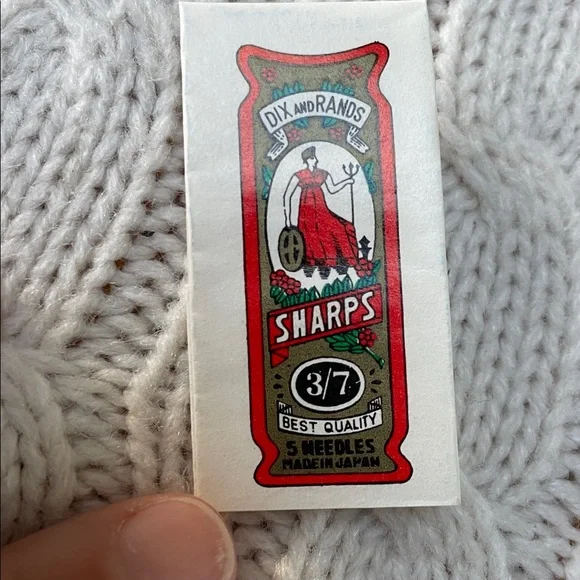 DIX AND RANDS
SHARPS
3/7
BEST QUALITY
5 NEEDLES
MADE IN JAPAN